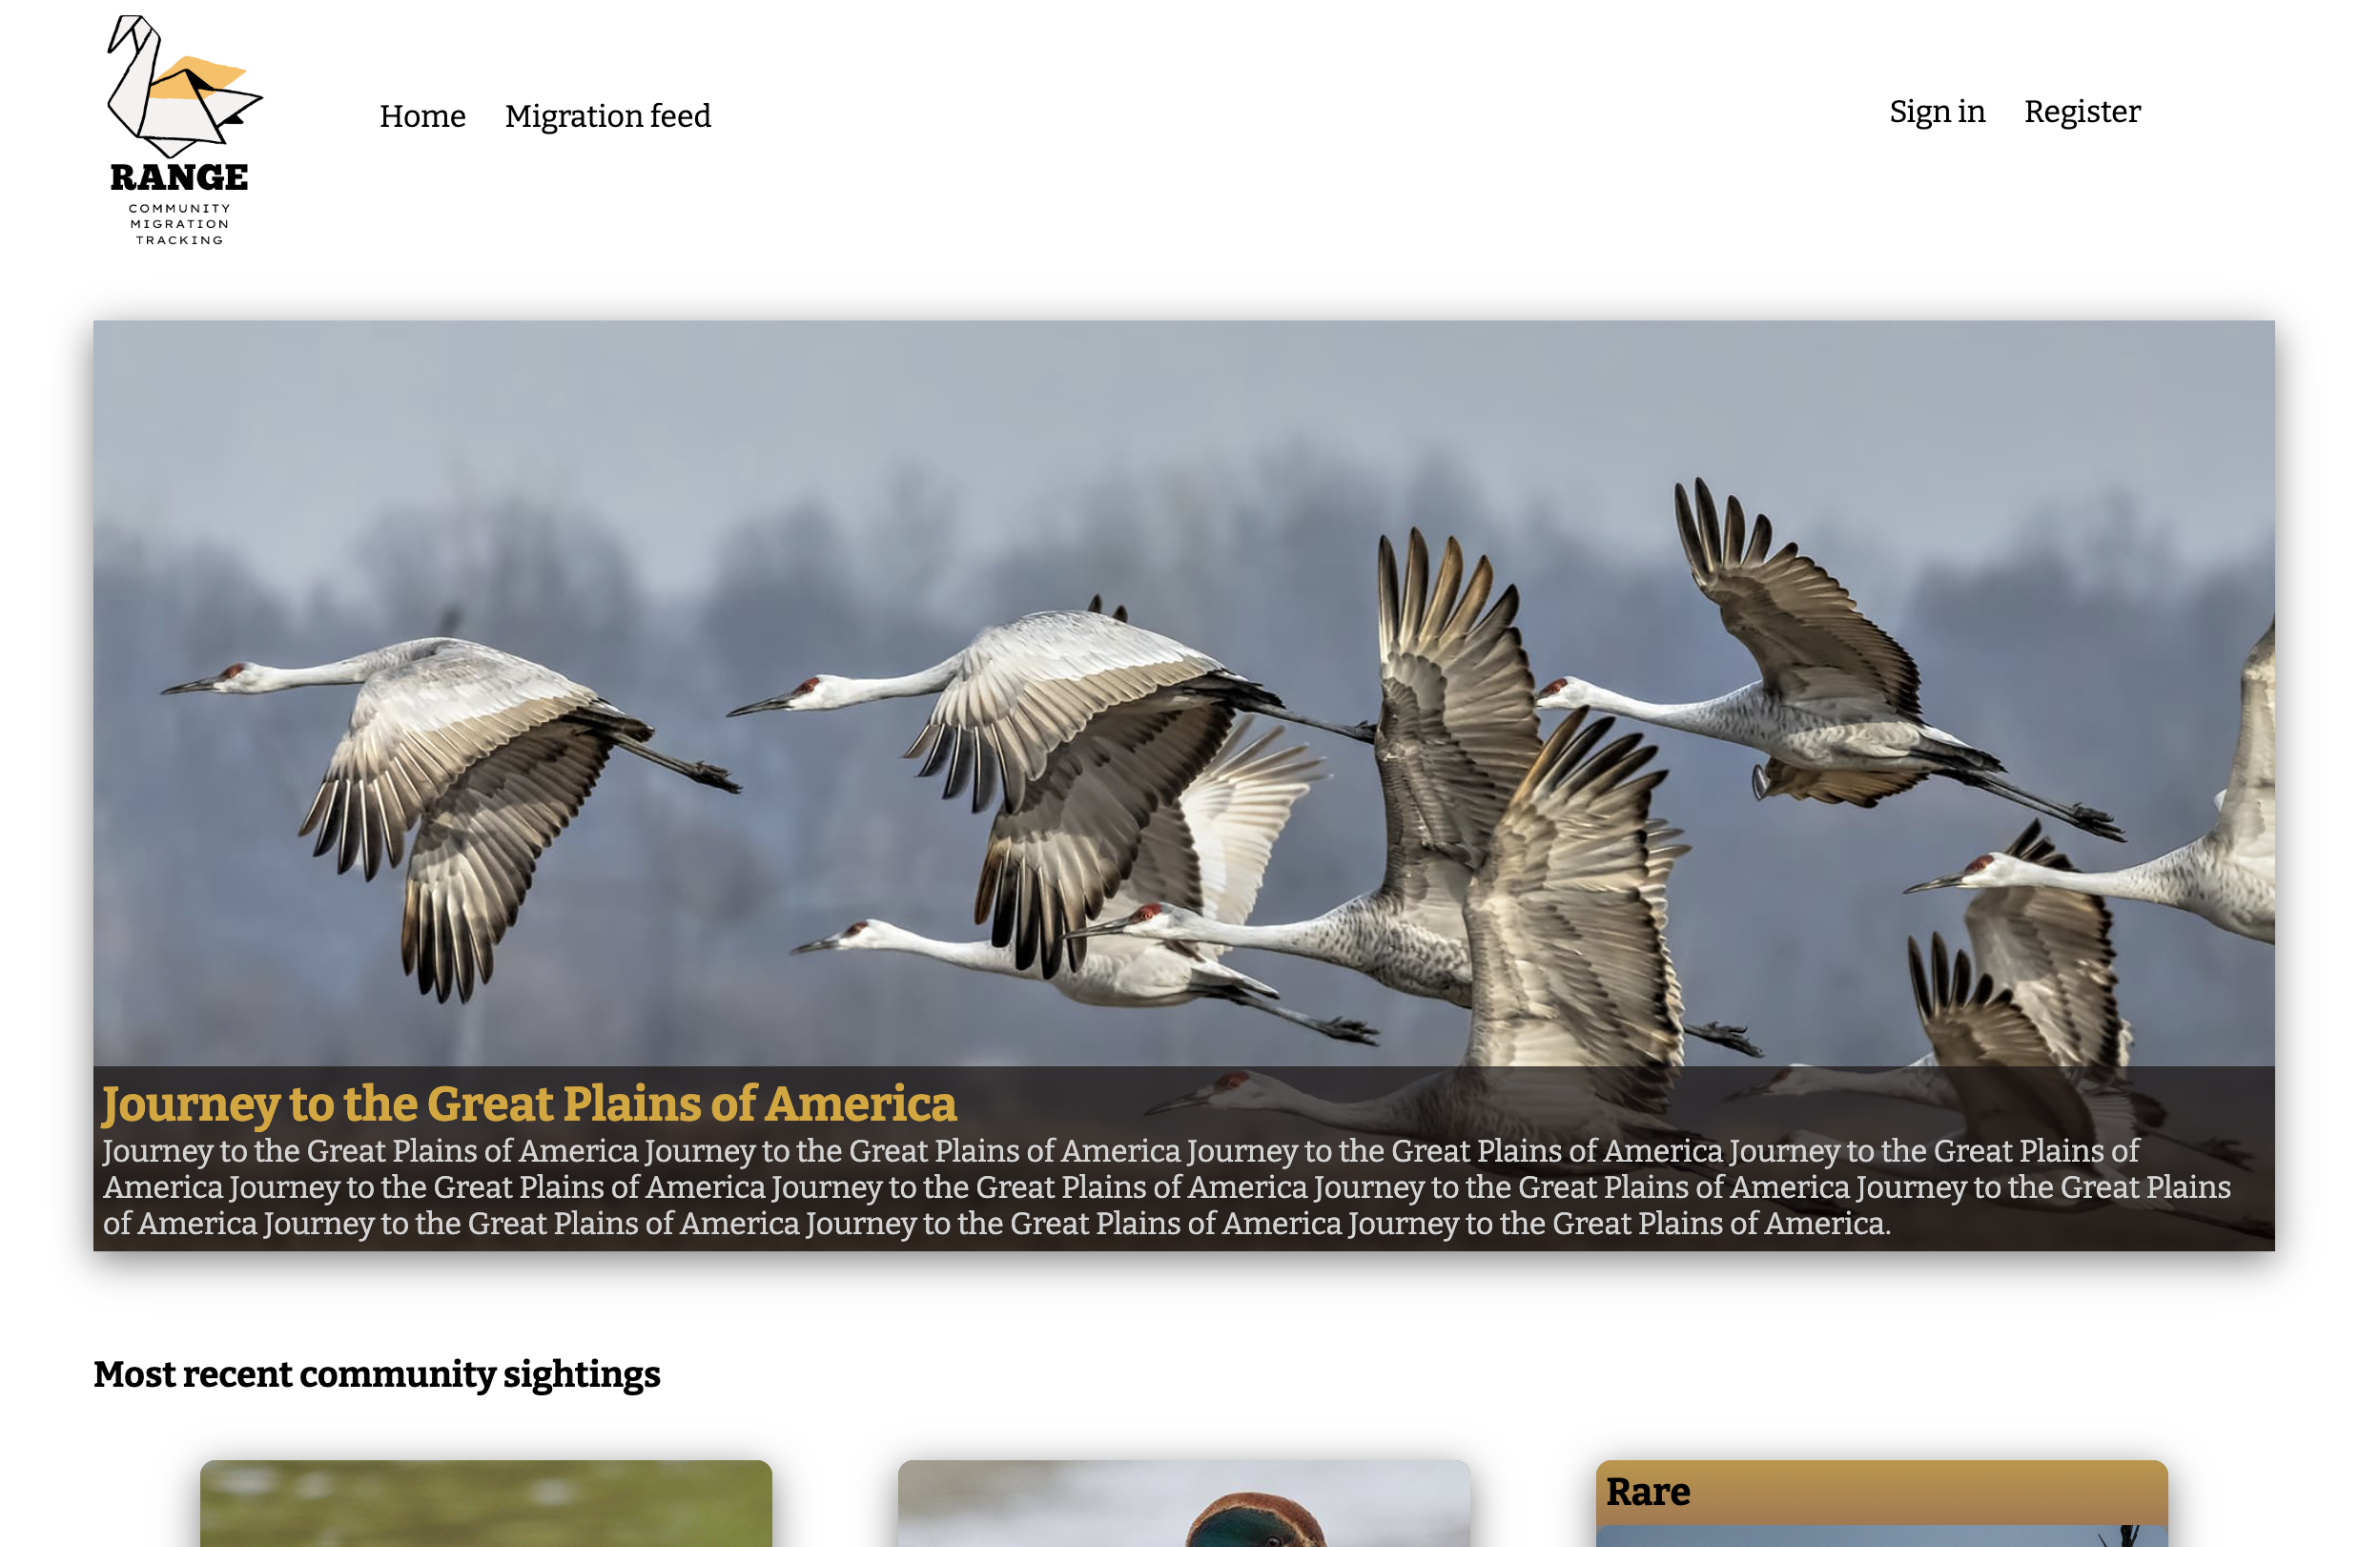 RANGE
COMMUNITY
MIGRATION
TRACKING
Home
Migration feed
Sign in
Register
Journey to the Great Plains of America
Journey to the Great Plains of America Journey to the Great Plains of America Journey to the Great Plains of America Journey to the Great Plains of
America Journey to the Great Plains of America Journey to the Great Plains of America Journey to the Great Plains of America Journey to the Great Plains
of America Journey to the Great Plains of America Journey to the Great Plains of America Journey to the Great Plains of America.
Most recent community sightings
Rare